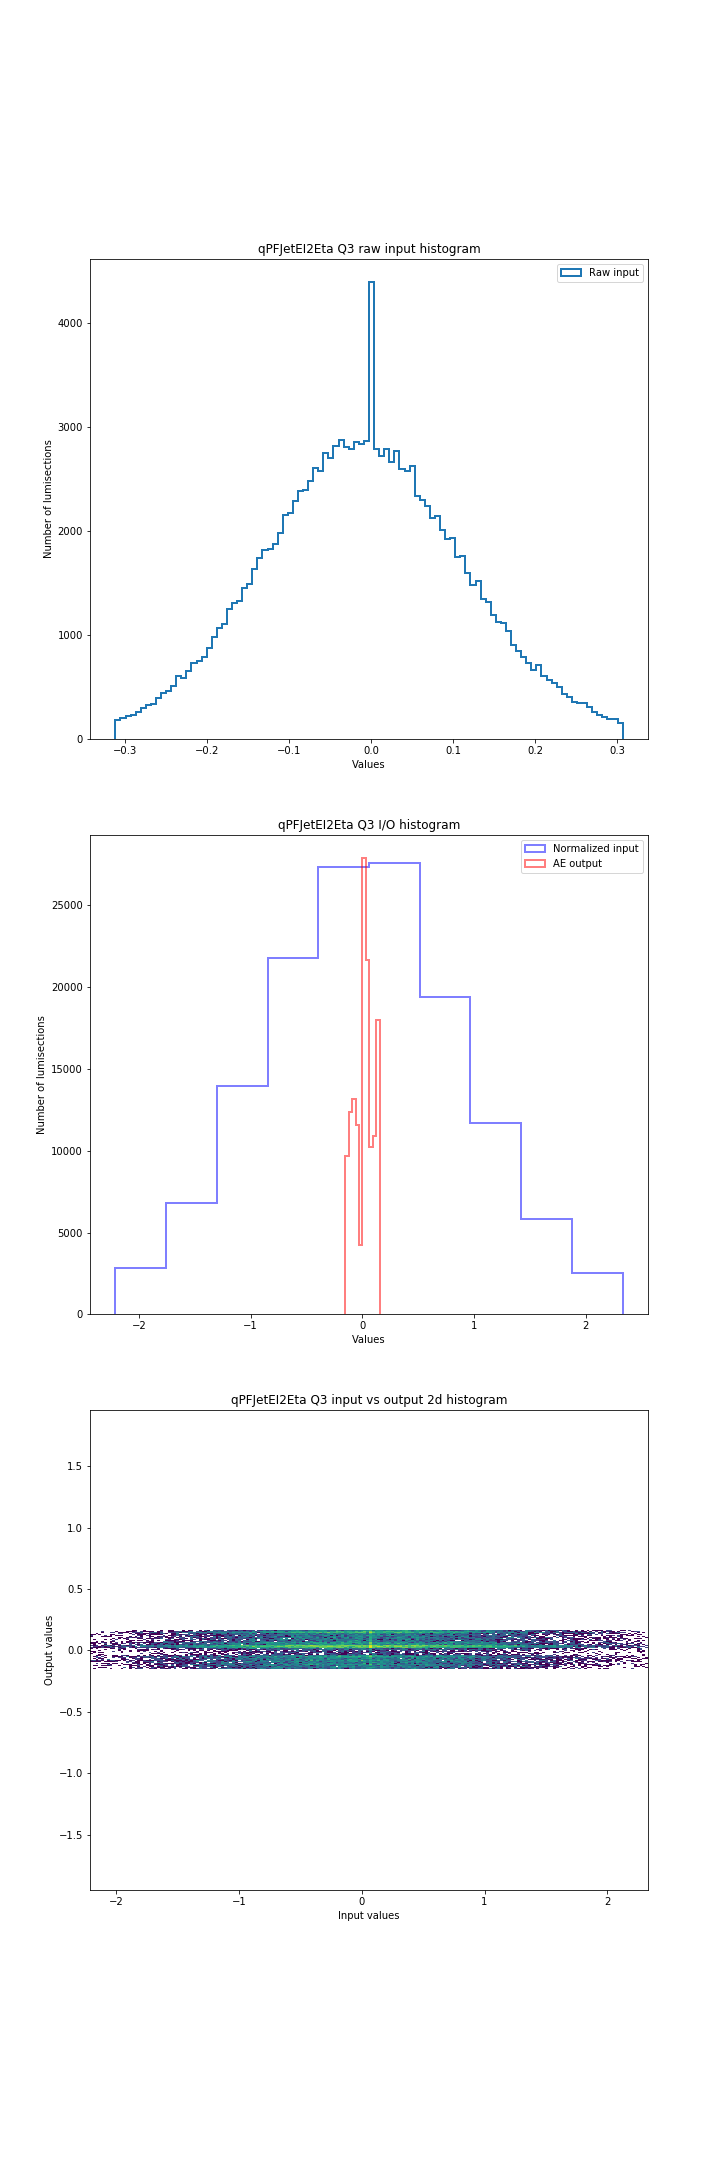 qPFJetEI2Eta Q3 raw input histogram
Raw input
4000
3000
2000
1000
0
Number of lumisections
−0.3 −0.2 −0.1 0.0 0.1 0.2 0.3
Values
qPFJetEI2Eta Q3 I/O histogram
Normalized input
AE output
25000
20000
15000
10000
5000
0
Number of lumisections
−2 −1 0 1 2
Values
qPFJetEI2Eta Q3 input vs output 2d histogram
1.5
1.0
0.5
0.0
−0.5
−1.0
−1.5
Output values
−2 −1 0 1 2
Input values